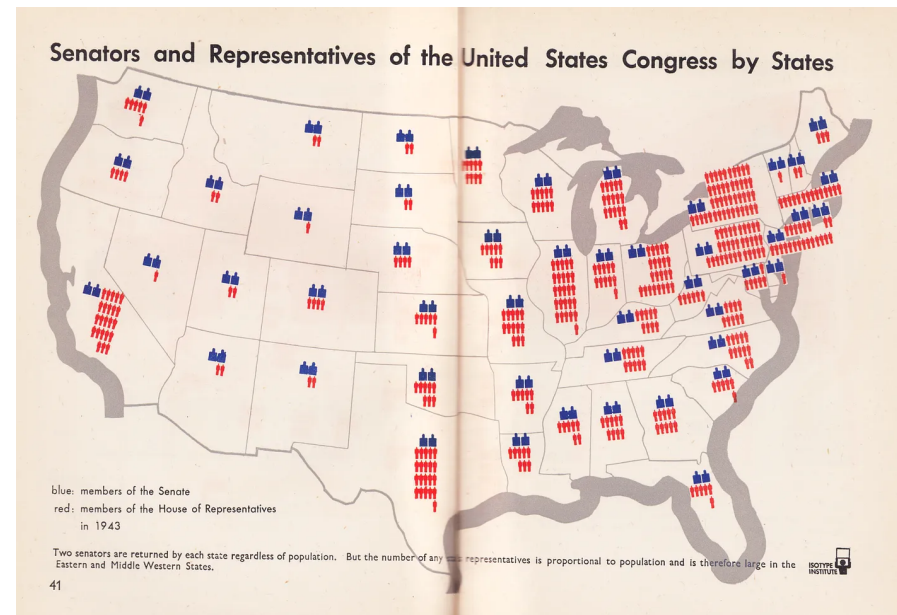 Senators and Representatives of the United States Congress by States
blue: members of the Senate
red: members of the House of Representatives
in 1943
Two senators are returned by each state regardless of population. But the number of any representatives is proportional to population and is therefore large in the
Eastern and Middle Western States.
ISOTYPE
INSTITUTE
41